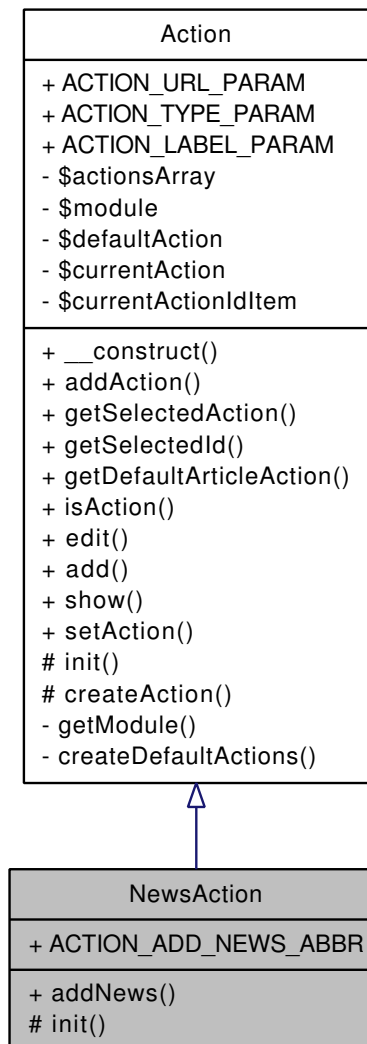 Action
+ ACTION_URL_PARAM
+ ACTION_TYPE_PARAM
+ ACTION_LABEL_PARAM
- $actionsArray
- $module
- $defaultAction
- $currentAction
- $currentActionIdItem
+ __construct()
+ addAction()
+ getSelectedAction()
+ getSelectedId()
+ getDefaultArticleAction()
+ isAction()
+ edit()
+ add()
+ show()
+ setAction()
# init()
# createAction()
- getModule()
- createDefaultActions()
NewsAction
+ ACTION_ADD_NEWS_ABBR
+ addNews()
# init()